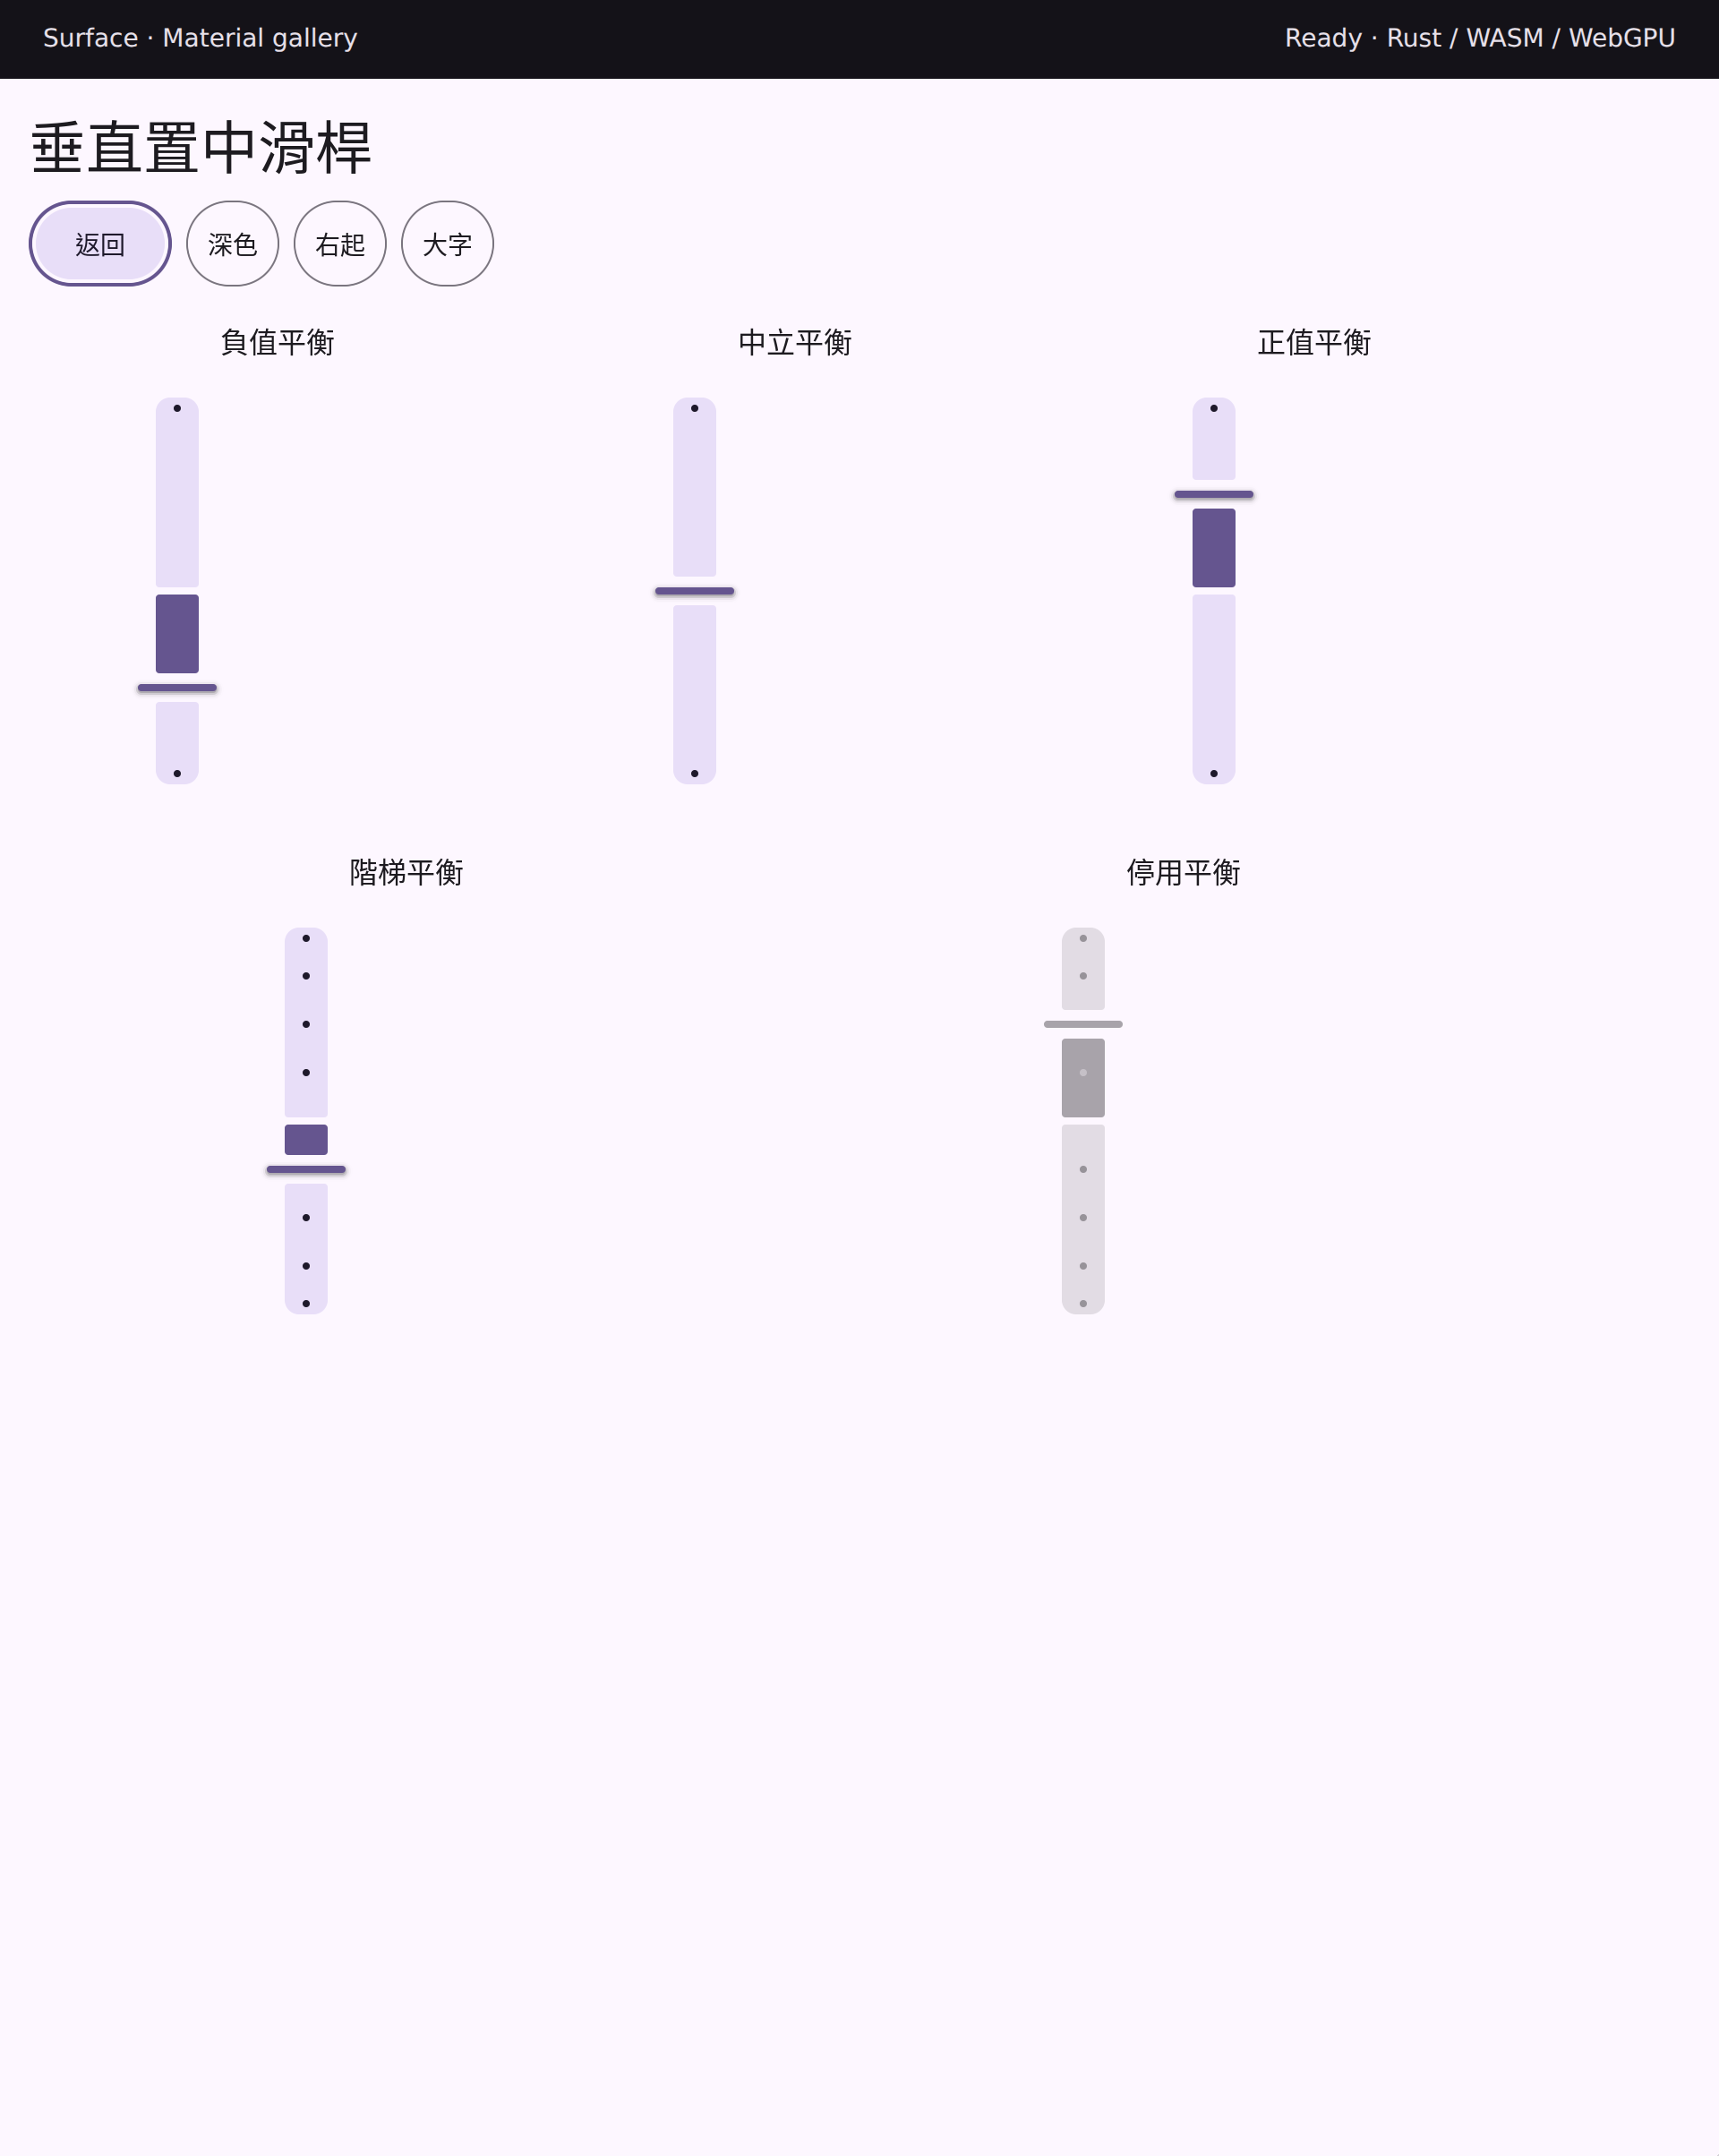 Surface · Material gallery
Ready · Rust / WASM / WebGPU
垂直置中滑桿
返回 深色 右起 大字
負值平衡 中立平衡 正值平衡
階梯平衡 停用平衡